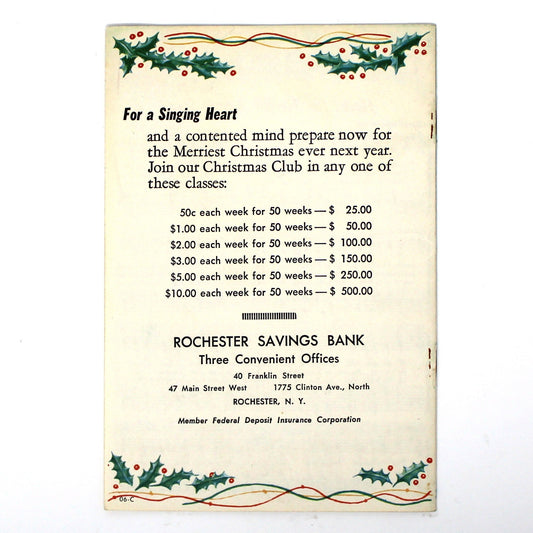 For a Singing Heart
and a contented mind prepare now for
the Merriest Christmas ever next year.
Join our Christmas Club in any one of
these classes:
50c each week for 50 weeks — $ 25.00
$1.00 each week for 50 weeks — $ 50.00
$2.00 each week for 50 weeks — $ 100.00
$3.00 each week for 50 weeks — $ 150.00
$5.00 each week for 50 weeks — $ 250.00
$10.00 each week for 50 weeks — $ 500.00
ROCHESTER SAVINGS BANK
Three Convenient Offices
40 Franklin Street
47 Main Street West 1775 Clinton Ave., North
ROCHESTER, N. Y.
Member Federal Deposit Insurance Corporation
06-C